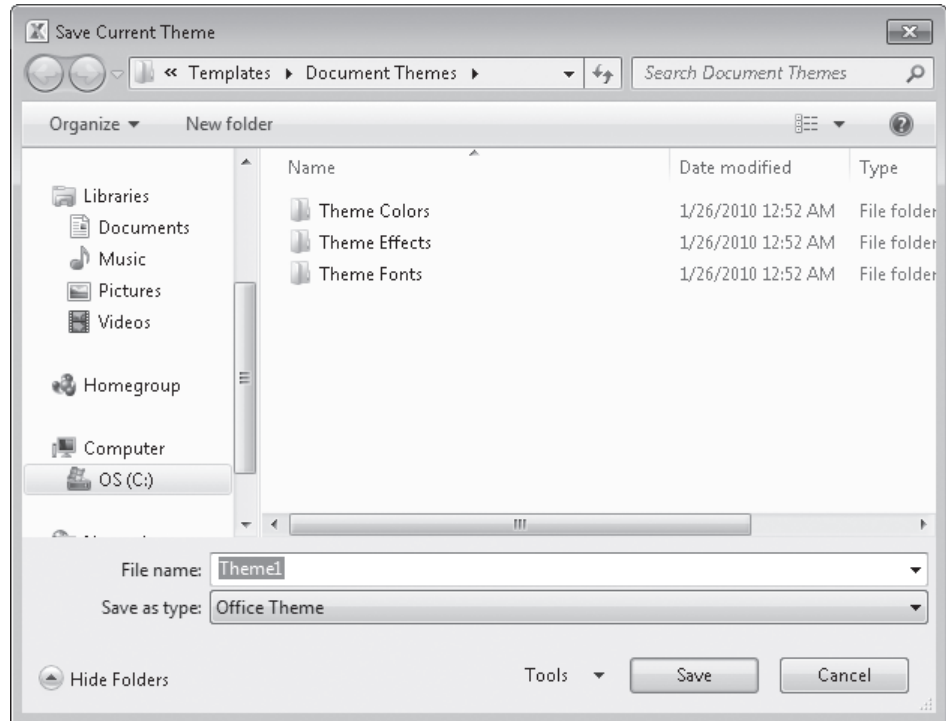 Save Current Theme
« Templates Document Themes Search Document Themes
Organize New folder
Name Date modified Type
Libraries
Documents
Music
Pictures
Videos
Homegroup
Computer
OS (C:)
Theme Colors 1/26/2010 12:52 AM File folder
Theme Effects 1/26/2010 12:52 AM File folder
Theme Fonts 1/26/2010 12:52 AM File folder
File name: Theme1
Save as type: Office Theme
Hide Folders Tools Save Cancel